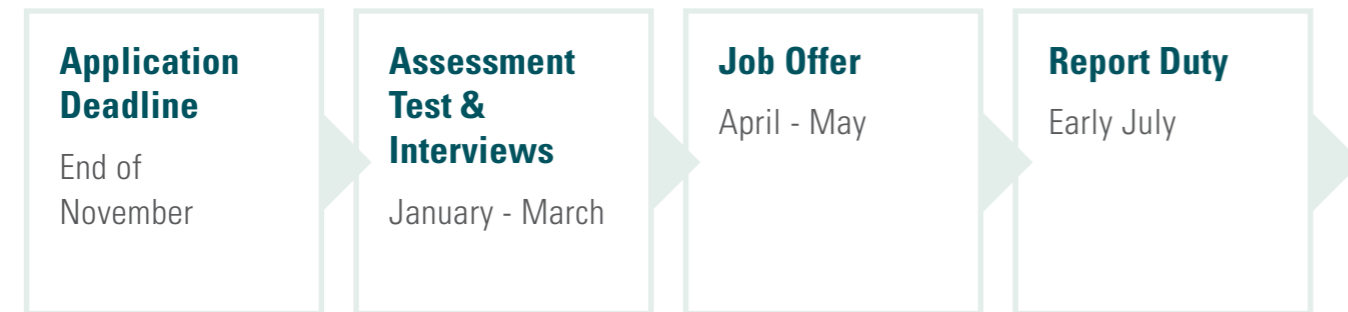 Application
Deadline
End of
November
Assessment
Test &
Interviews
January - March
Job Offer
April - May
Report Duty
Early July